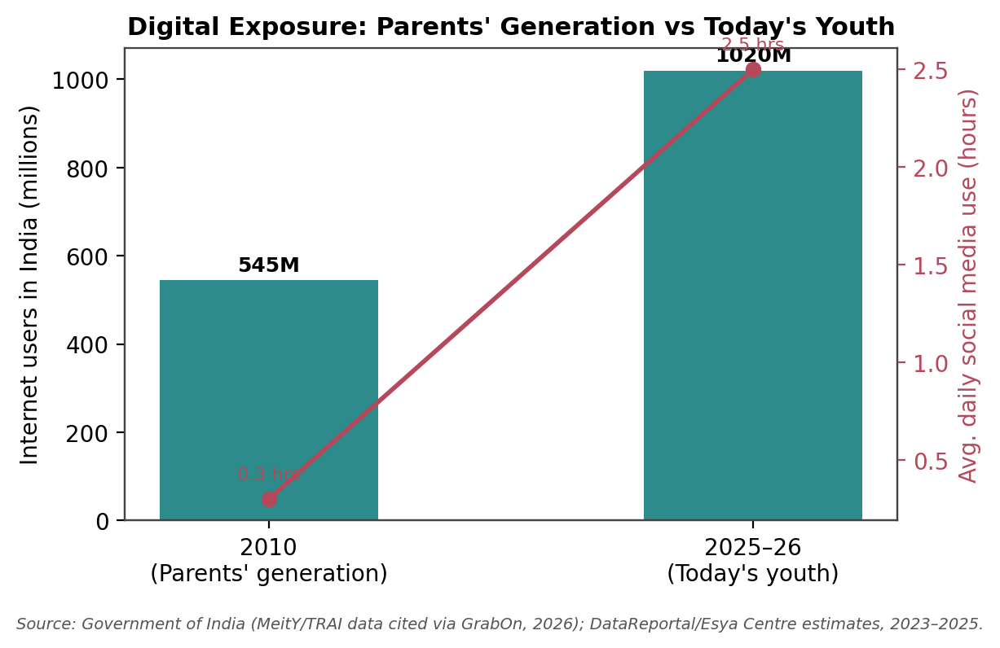 Digital Exposure: Parents' Generation vs Today's Youth
2.5 hrs
1020M
545M
0.3 hrs
Internet users in India (millions)
1000
800
600
400
200
0
Avg. daily social media use (hours)
2.5
2.0
1.5
1.0
0.5
2010
(Parents' generation)
2025–26
(Today's youth)
Source: Government of India (MeitY/TRAI data cited via GrabOn, 2026); DataReportal/Esya Centre estimates, 2023–2025.